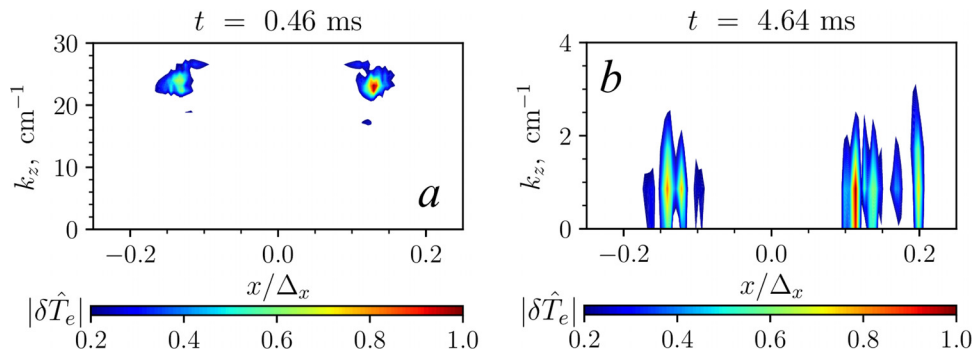 t = 0.46 ms
t = 4.64 ms
30
20
10
0
k_z, cm⁻¹
a
−0.2
0.0
0.2
x/Δ_x
|δT̂_e|
0.2
0.4
0.6
0.8
1.0
4
2
0
k_z, cm⁻¹
b
−0.2
0.0
0.2
x/Δ_x
|δT̂_e|
0.2
0.4
0.6
0.8
1.0